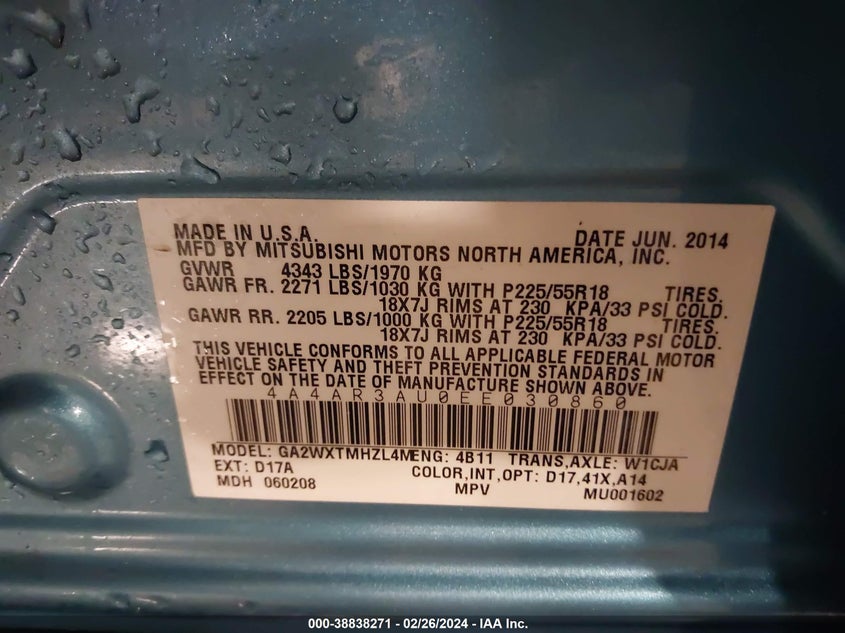 MADE IN U.S.A. DATE JUN. 2014
MFD BY MITSUBISHI MOTORS NORTH AMERICA, INC.
GVWR 4343 LBS/1970 KG
GAWR FR. 2271 LBS/1030 KG WITH P225/55R18 TIRES,
18X7J RIMS AT 230 KPA/33 PSI COLD.
GAWR RR. 2205 LBS/1000 KG WITH P225/55R18 TIRES,
18X7J RIMS AT 230 KPA/33 PSI COLD.
THIS VEHICLE CONFORMS TO ALL APPLICABLE FEDERAL MOTOR
VEHICLE SAFETY AND THEFT PREVENTION STANDARDS IN
EFFECT ON THE DATE OF MANUFACTURE SHOWN ABOVE.
4A4AR3AU0EE030860
MODEL: GA2WXTMHZL4M ENG: 4B11 TRANS,AXLE: W1CJA
EXT: D17A COLOR,INT,OPT: D17,41X,A14
MDH 060208 MPV MU001602
000-38838271 - 02/26/2024 - IAA Inc.